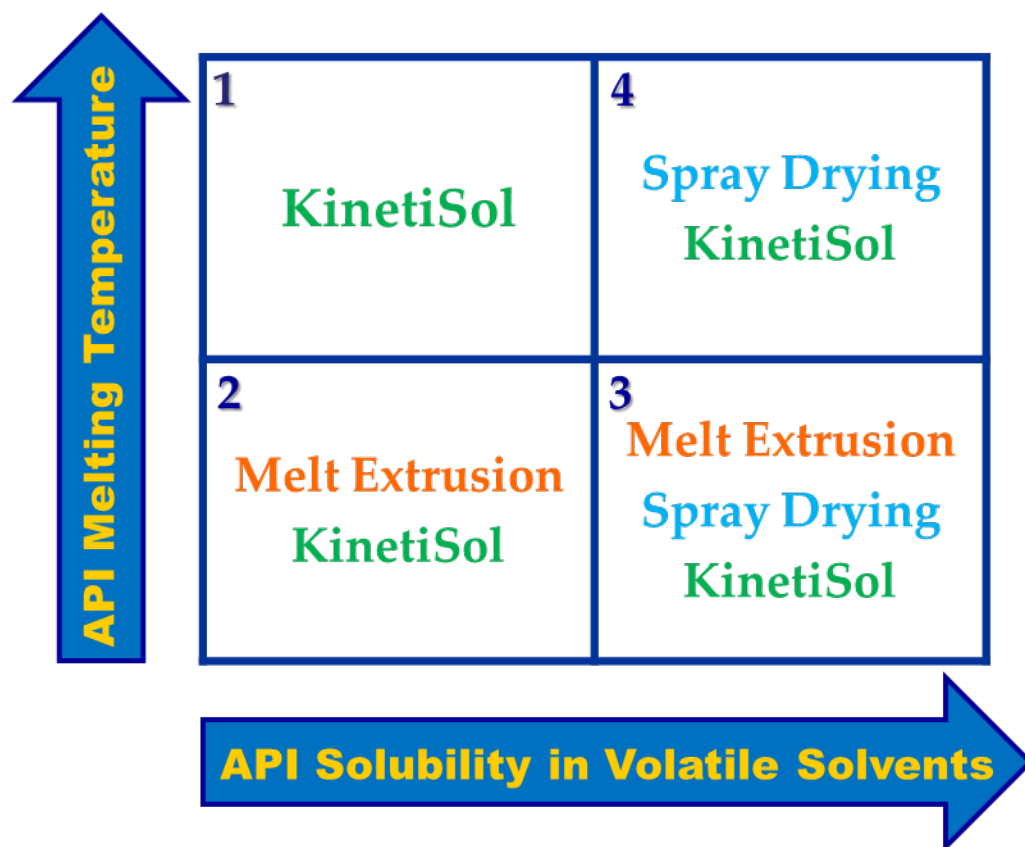 API Melting Temperature
1
KinetiSol
4
Spray Drying
KinetiSol
2
Melt Extrusion
KinetiSol
3
Melt Extrusion
Spray Drying
KinetiSol
API Solubility in Volatile Solvents